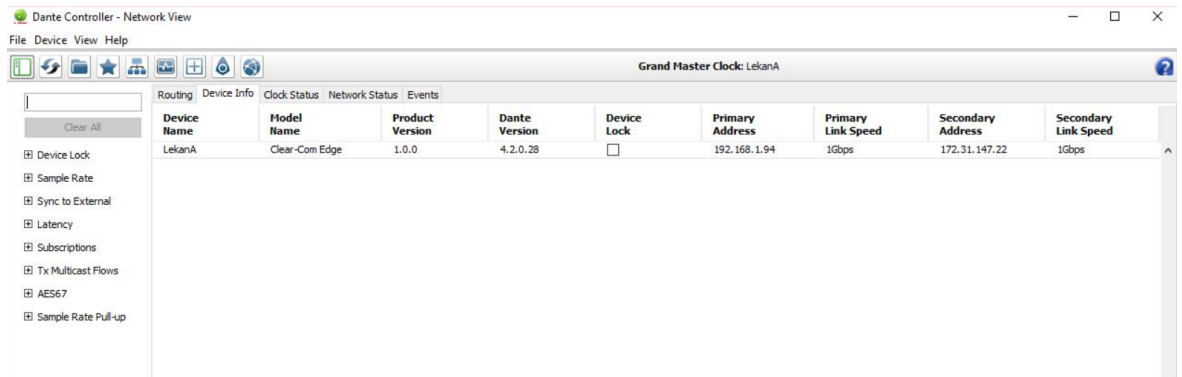 Dante Controller - Network View
File Device View Help
Grand Master Clock: LekanA
Routing Device Info Clock Status Network Status Events
Clear All
Device Lock
Sample Rate
Sync to External
Latency
Subscriptions
Tx Multicast Flows
AES67
Sample Rate Pull-up
Device Name Model Name Product Version Dante Version Device Lock Primary Address Primary Link Speed Secondary Address Secondary Link Speed
LekanA Clear-Com Edge 1.0.0 4.2.0.28 192.168.1.94 1Gbps 172.31.147.22 1Gbps